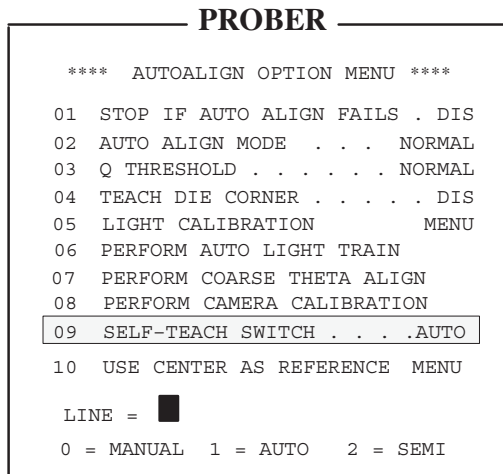 PROBER
**** AUTOALIGN OPTION MENU ****
01 STOP IF AUTO ALIGN FAILS . DIS
02 AUTO ALIGN MODE . . . NORMAL
03 Q THRESHOLD . . . . . . NORMAL
04 TEACH DIE CORNER . . . . . DIS
05 LIGHT CALIBRATION MENU
06 PERFORM AUTO LIGHT TRAIN
07 PERFORM COARSE THETA ALIGN
08 PERFORM CAMERA CALIBRATION
09 SELF-TEACH SWITCH . . . .AUTO
10 USE CENTER AS REFERENCE MENU
LINE =
0 = MANUAL 1 = AUTO 2 = SEMI